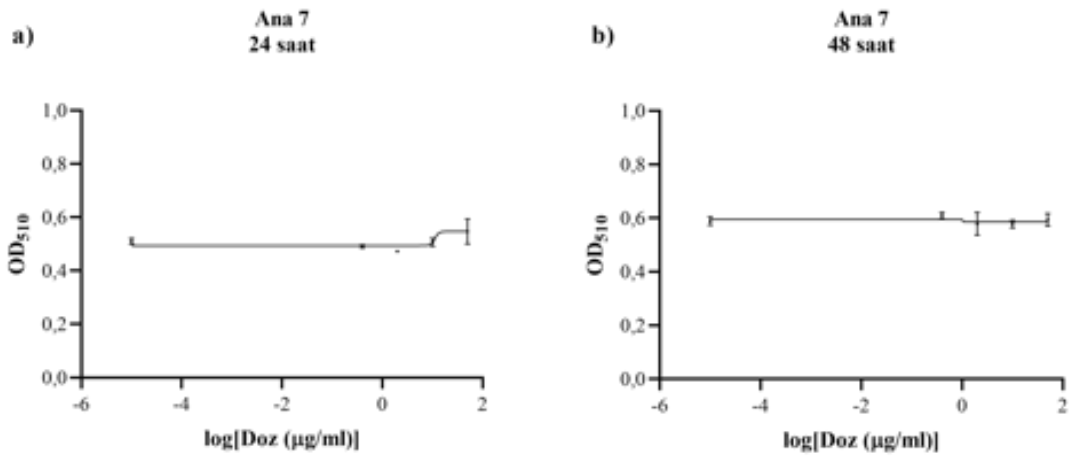 a)
Ana 7
24 saat
1,0
0,8
0,6
0,4
0,2
0,0
OD510
-6
-4
-2
0
2
log[Doz (μg/ml)]
b)
Ana 7
48 saat
1,0
0,8
0,6
0,4
0,2
0,0
OD510
-6
-4
-2
0
2
log[Doz (μg/ml)]